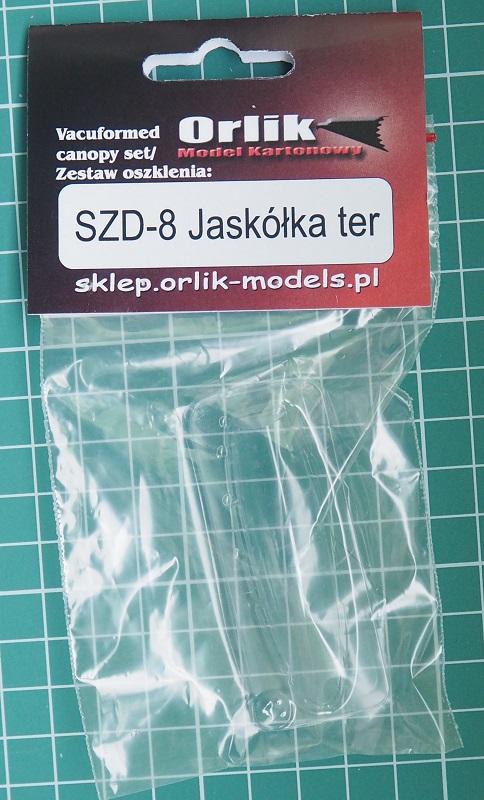 Vacuformed
canopy set/
Zestaw oszklenia:
Orlik
Model Kartonowy
SZD-8 Jaskółka ter
sklep.orlik-models.pl